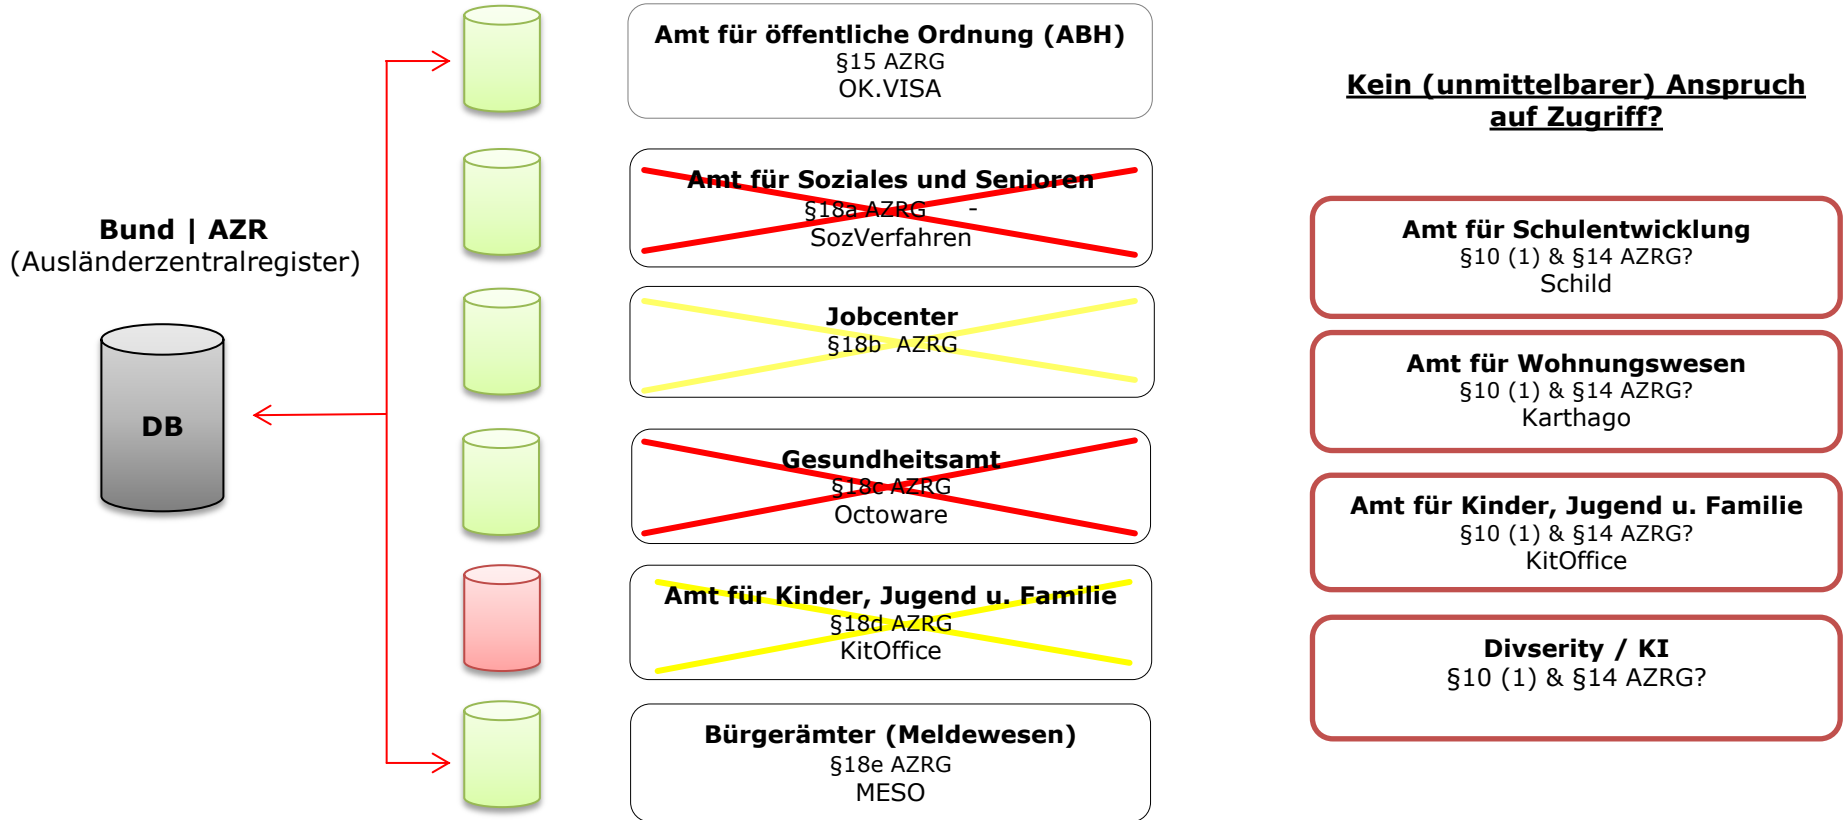 Bund | AZR
(Ausländerzentralregister)
DB
Amt für öffentliche Ordnung (ABH)
§15 AZRG
OK.VISA
Amt für Soziales und Senioren
§18a AZRG -
SozVerfahren
Jobcenter
§18b AZRG
Gesundheitsamt
§18c AZRG
Octoware
Amt für Kinder, Jugend u. Familie
§18d AZRG
KitOffice
Bürgerämter (Meldewesen)
§18e AZRG
MESO
Kein (unmittelbarer) Anspruch
auf Zugriff?
Amt für Schulentwicklung
§10 (1) & §14 AZRG?
Schild
Amt für Wohnungswesen
§10 (1) & §14 AZRG?
Karthago
Amt für Kinder, Jugend u. Familie
§10 (1) & §14 AZRG?
KitOffice
Divserity / KI
§10 (1) & §14 AZRG?